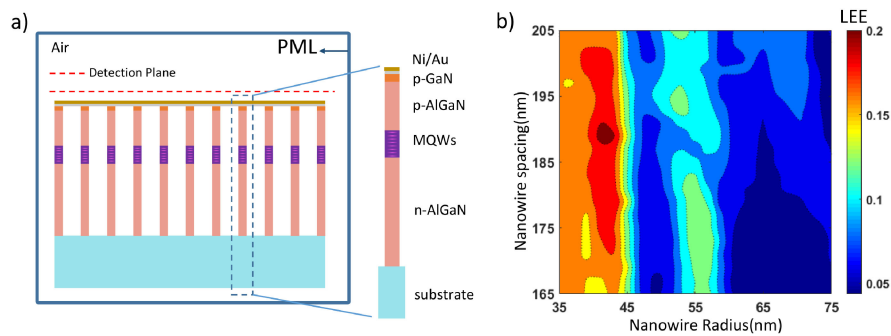 a)
Air
PML
Detection Plane
Ni/Au
p-GaN
p-AlGaN
MQWs
n-AlGaN
substrate
b)
LEE
Nanowire spacing(nm)
205
195
185
175
165
35
45
55
65
75
Nanowire Radius(nm)
0.2
0.15
0.1
0.05